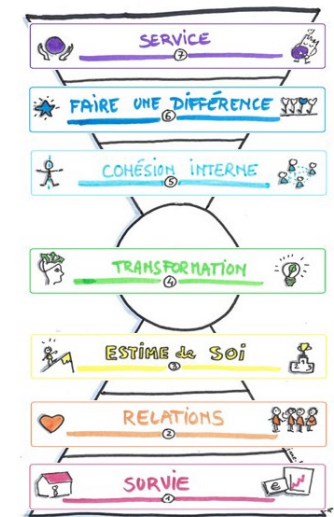 SERVICE
7
FAIRE UNE DIFFÉRENCE
6
COHÉSION INTERNE
5
TRANSFORMATION
4
ESTIME de SOi
3
RELATIONS
2
SURVIE
1